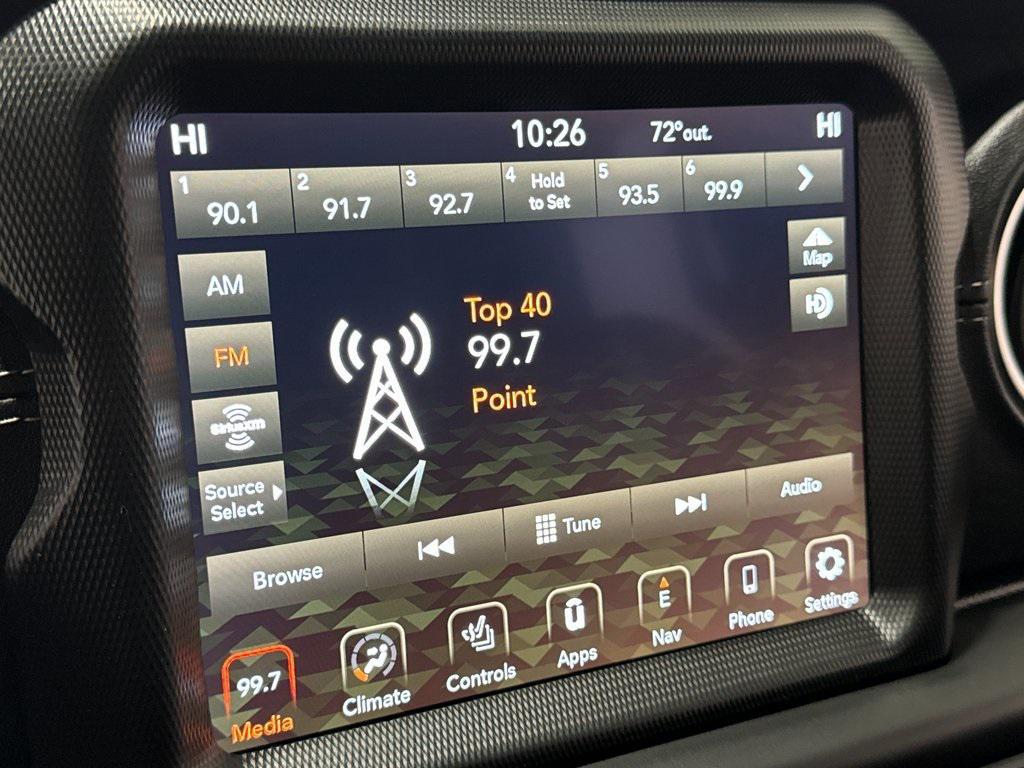 HI 10:26 72°out. HI
1 90.1 2 91.7 3 92.7 4 Hold to Set 5 93.5 6 99.9
Map
AM
HD
Top 40
FM
99.7
Point
SiriusXM
Source
Select
Browse Tune Audio
99.7 E
Media Climate Controls Apps Nav Phone Settings